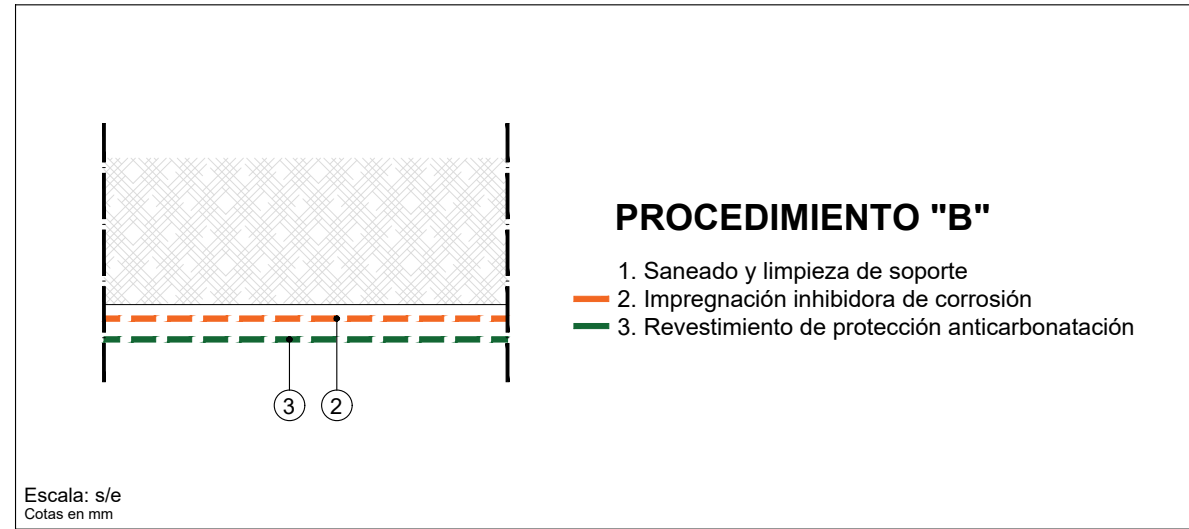 PROCEDIMIENTO "B"
1. Saneado y limpieza de soporte
2. Impregnación inhibidora de corrosión
3. Revestimiento de protección anticarbonatación
3 2
Escala: s/e
Cotas en mm